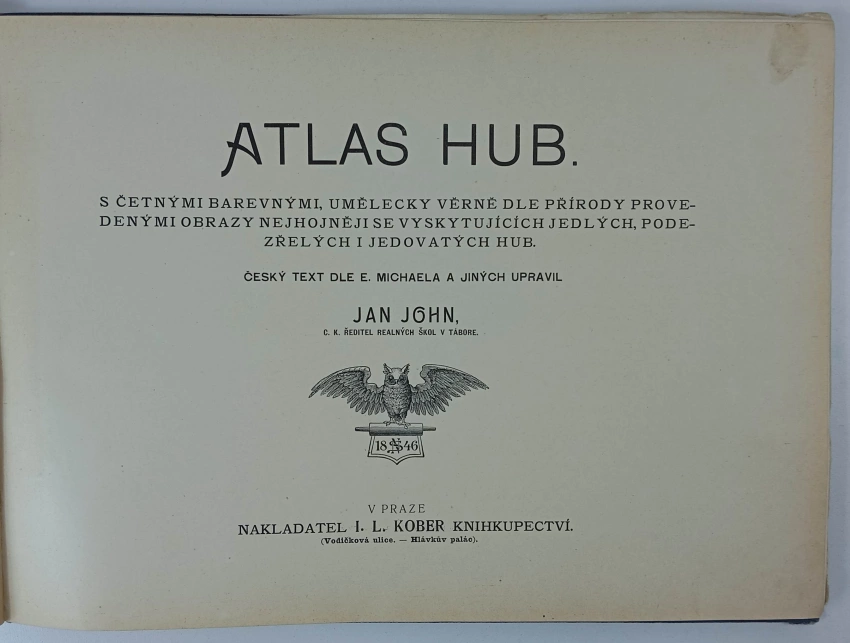 ATLAS HUB.
S ČETNÝMI BAREVNÝMI, UMĚLECKY VĚRNĚ DLE PŘÍRODY PROVE-
DENÝMI OBRAZY NEJHOJNĚJI SE VYSKYTUJÍCÍCH JEDLÝCH, PODE-
ZŘELÝCH I JEDOVATÝCH HUB.
ČESKÝ TEXT DLE E. MICHAELA A JINÝCH UPRAVIL
JAN JOHN,
C. K. ŘEDITEL REALNÝCH ŠKOL V TÁBORE.
18 46
V PRAZE
NAKLADATEL I. L. KOBER KNIHKUPECTVÍ.
(Vodičková ulice. — Hlávkův palác).